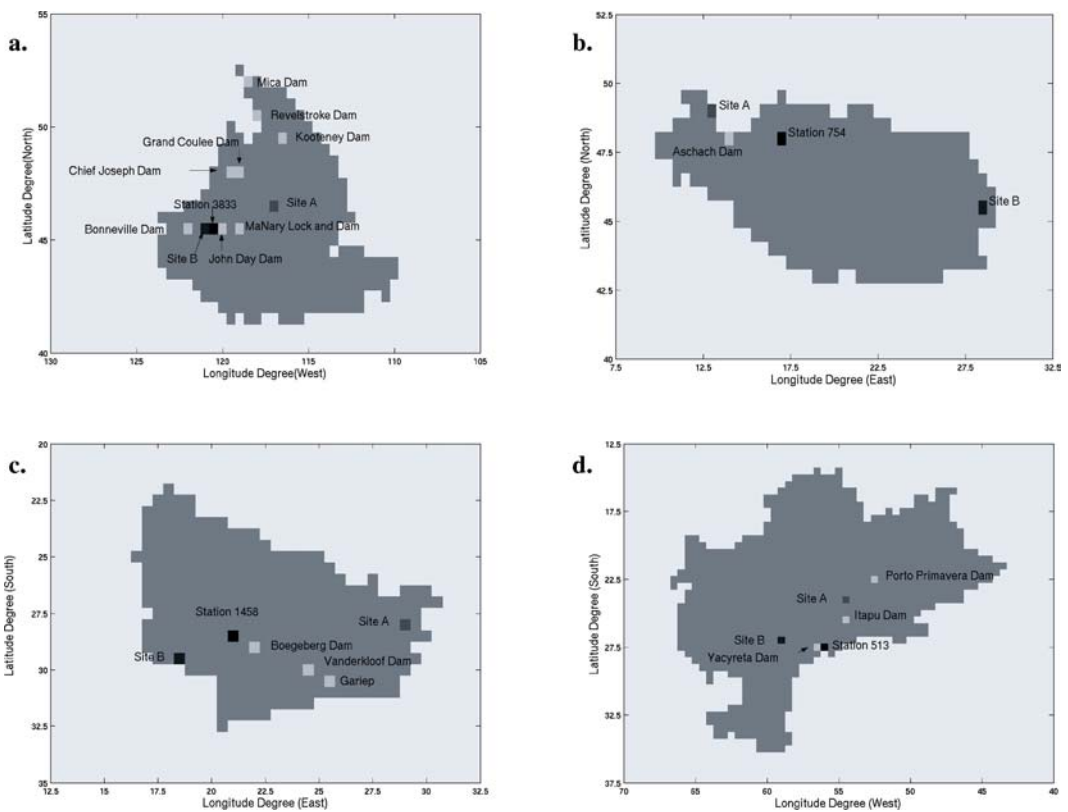 a.
55
50
45
40
130
125
120
115
110
105
Latitude Degree(North)
Longitude Degree(West)
Mica Dam
Revelstroke Dam
Grand Coulee Dam
Kooteney Dam
Chief Joseph Dam
Station 3833
Site A
Bonneville Dam
MaNary Lock and Dam
Site B
John Day Dam
b.
52.5
50
47.5
45
42.5
40
7.5
12.5
17.5
22.5
27.5
32.5
Latitude Degree (North)
Longitude Degree (East)
Site A
Station 754
Aschach Dam
Site B
c.
20
22.5
25
27.5
30
32.5
35
12.5
15
17.5
20
22.5
25
27.5
30
32.5
Latitude Degree (South)
Longitude Degree (East)
Station 1458
Site A
Boegeberg Dam
Site B
Vanderkloof Dam
Gariep
d.
12.5
17.5
22.5
27.5
32.5
37.5
70
65
60
55
50
45
40
Latitude Degree (South)
Longitude Degree (West)
Porto Primavera Dam
Site A
Itapu Dam
Site B
Station 513
Yacyreta Dam